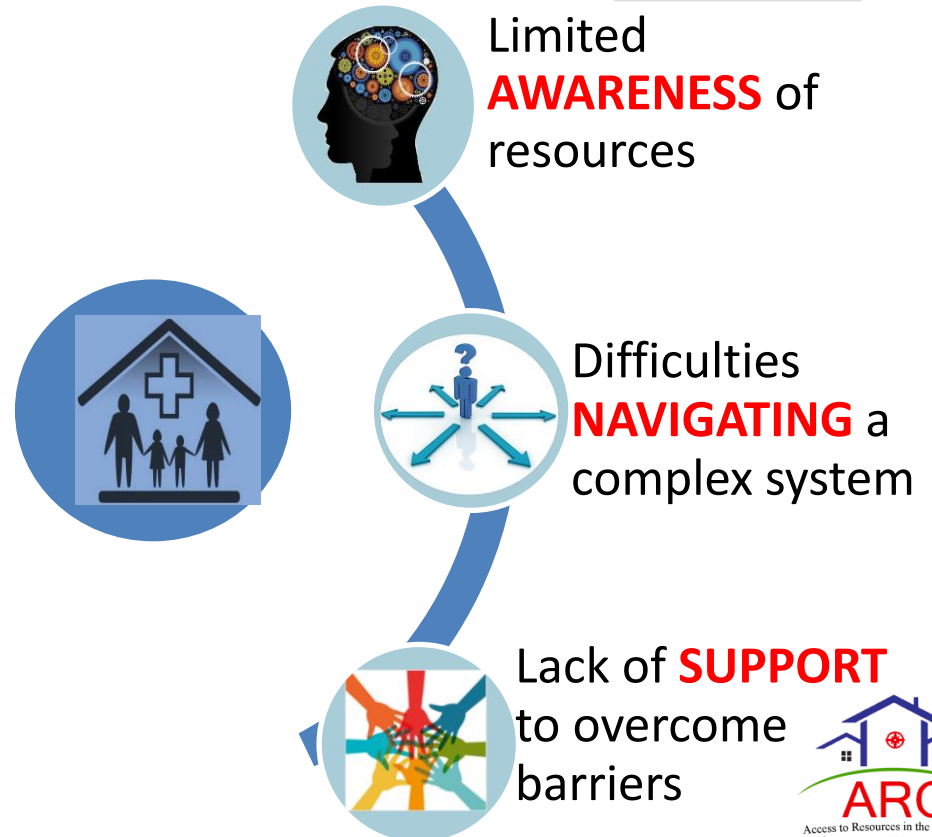 Limited
AWARENESS of
resources
?
Difficulties
NAVIGATING a
complex system
Lack of SUPPORT
to overcome
barriers
ARC
Access to Resources in the